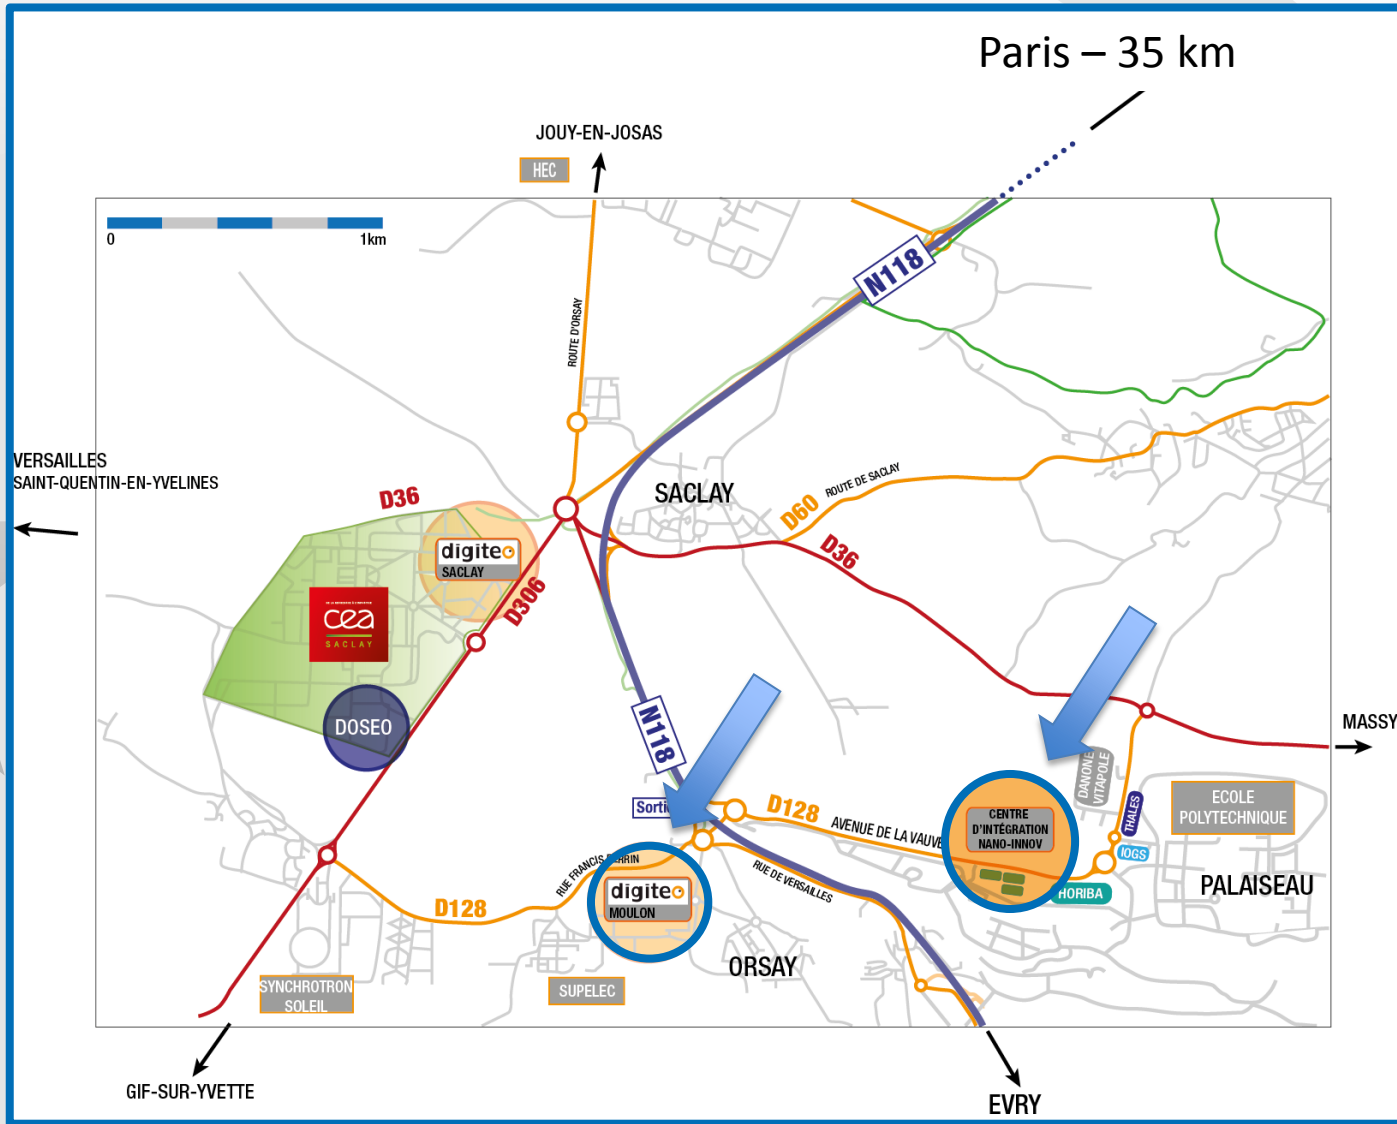 Paris – 35 km
JOUY-EN-JOSAS
HEC
0
1km
N118
ROUTE D'ORSAY
VERSAILLES
SAINT-QUENTIN-EN-YVELINES
D36
SACLAY
ROUTE DE SACLAY
D60
D36
digiteo
SACLAY
D306
cea
SACLAY
DOSEO
N118
MASSY
DANONE
VITAPOLE
THALES
ECOLE
POLYTECHNIQUE
Sorti
D128
AVENUE DE LA VAUVE
CENTRE
D'INTÉGRATION
NANO-INNOV
IOGS
HORIBA
PALAISEAU
RUE DE VERSAILLES
RUE FRANCIS PERRIN
digiteo
MOULON
D128
ORSAY
SYNCHROTRON
SOLEIL
SUPELEC
GIF-SUR-YVETTE
EVRY